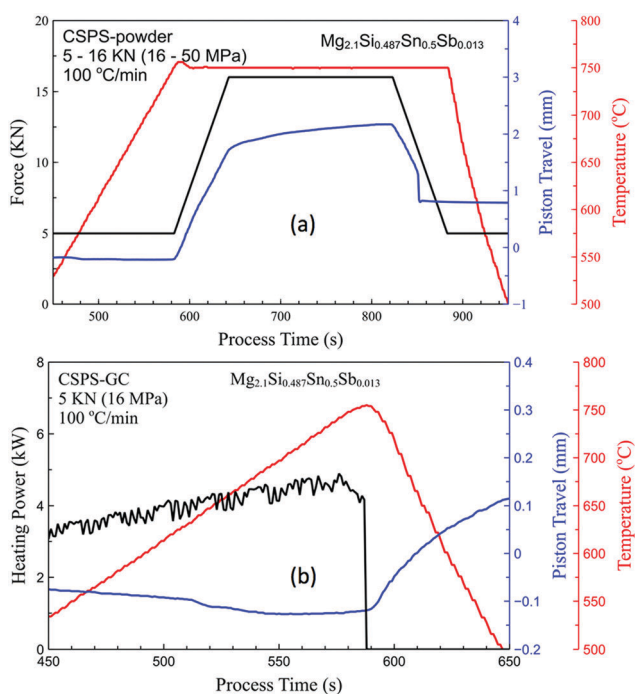 CSPS-powder
5 - 16 KN (16 - 50 MPa)
100 °C/min
Mg2.1Si0.487Sn0.5Sb0.013
(a)
20
15
10
5
0
Force (KN)
4
3
2
1
0
-1
Piston Travel (mm)
800
750
700
650
600
550
500
Temperature (°C)
500 600 700 800 900
Process Time (s)
CSPS-GC
5 KN (16 MPa)
100 °C/min
Mg2.1Si0.487Sn0.5Sb0.013
(b)
8
6
4
2
0
Heating Power (kW)
0.4
0.3
0.2
0.1
0
-0.1
-0.2
Piston Travel (mm)
800
750
700
650
600
550
500
Temperature (°C)
450 500 550 600 650
Process Time (s)